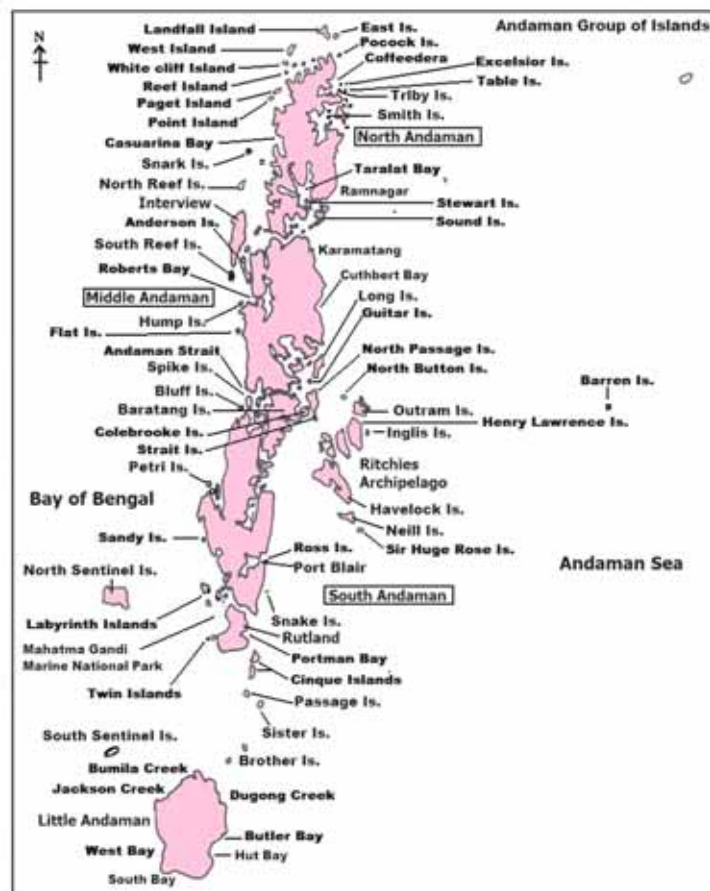 Andaman Group of Islands
N
Landfall Island
East Is.
West Island
Pocock Is.
White cliff Island
Coffeedera
Reef Island
Excelsior Is.
Paget Island
Table Is.
Point Island
Trlby Is.
Smith Is.
Casuarina Bay
North Andaman
Snark Is.
Taralat Bay
North Reef Is.
Ramnagar
Interview
Stewart Is.
Anderson Is.
Sound Is.
South Reef Is.
Karamatang
Roberts Bay
Cuthbert Bay
Middle Andaman
Long Is.
Hump Is.
Guitar Is.
Flat Is.
Andaman Strait
North Passage Is.
Spike Is.
North Button Is.
Barren Is.
Bluff Is.
Baratang Is.
Outram Is.
Henry Lawrence Is.
Colebrooke Is.
Inglis Is.
Strait Is.
Petri Is.
Ritchies
Archipelago
Bay of Bengal
Havelock Is.
Neill Is.
Sandy Is.
Sir Huge Rose Is.
Ross Is.
Port Blair
Andaman Sea
North Sentinel Is.
South Andaman
Labyrinth Islands
Snake Is.
Rutland
Mahatma Gandi
Marine National Park
Portman Bay
Cinque Islands
Twin Islands
Passage Is.
Sister Is.
South Sentinel Is.
Brother Is.
Bumila Creek
Jackson Creek
Dugong Creek
Little Andaman
Butler Bay
West Bay
Hut Bay
South Bay